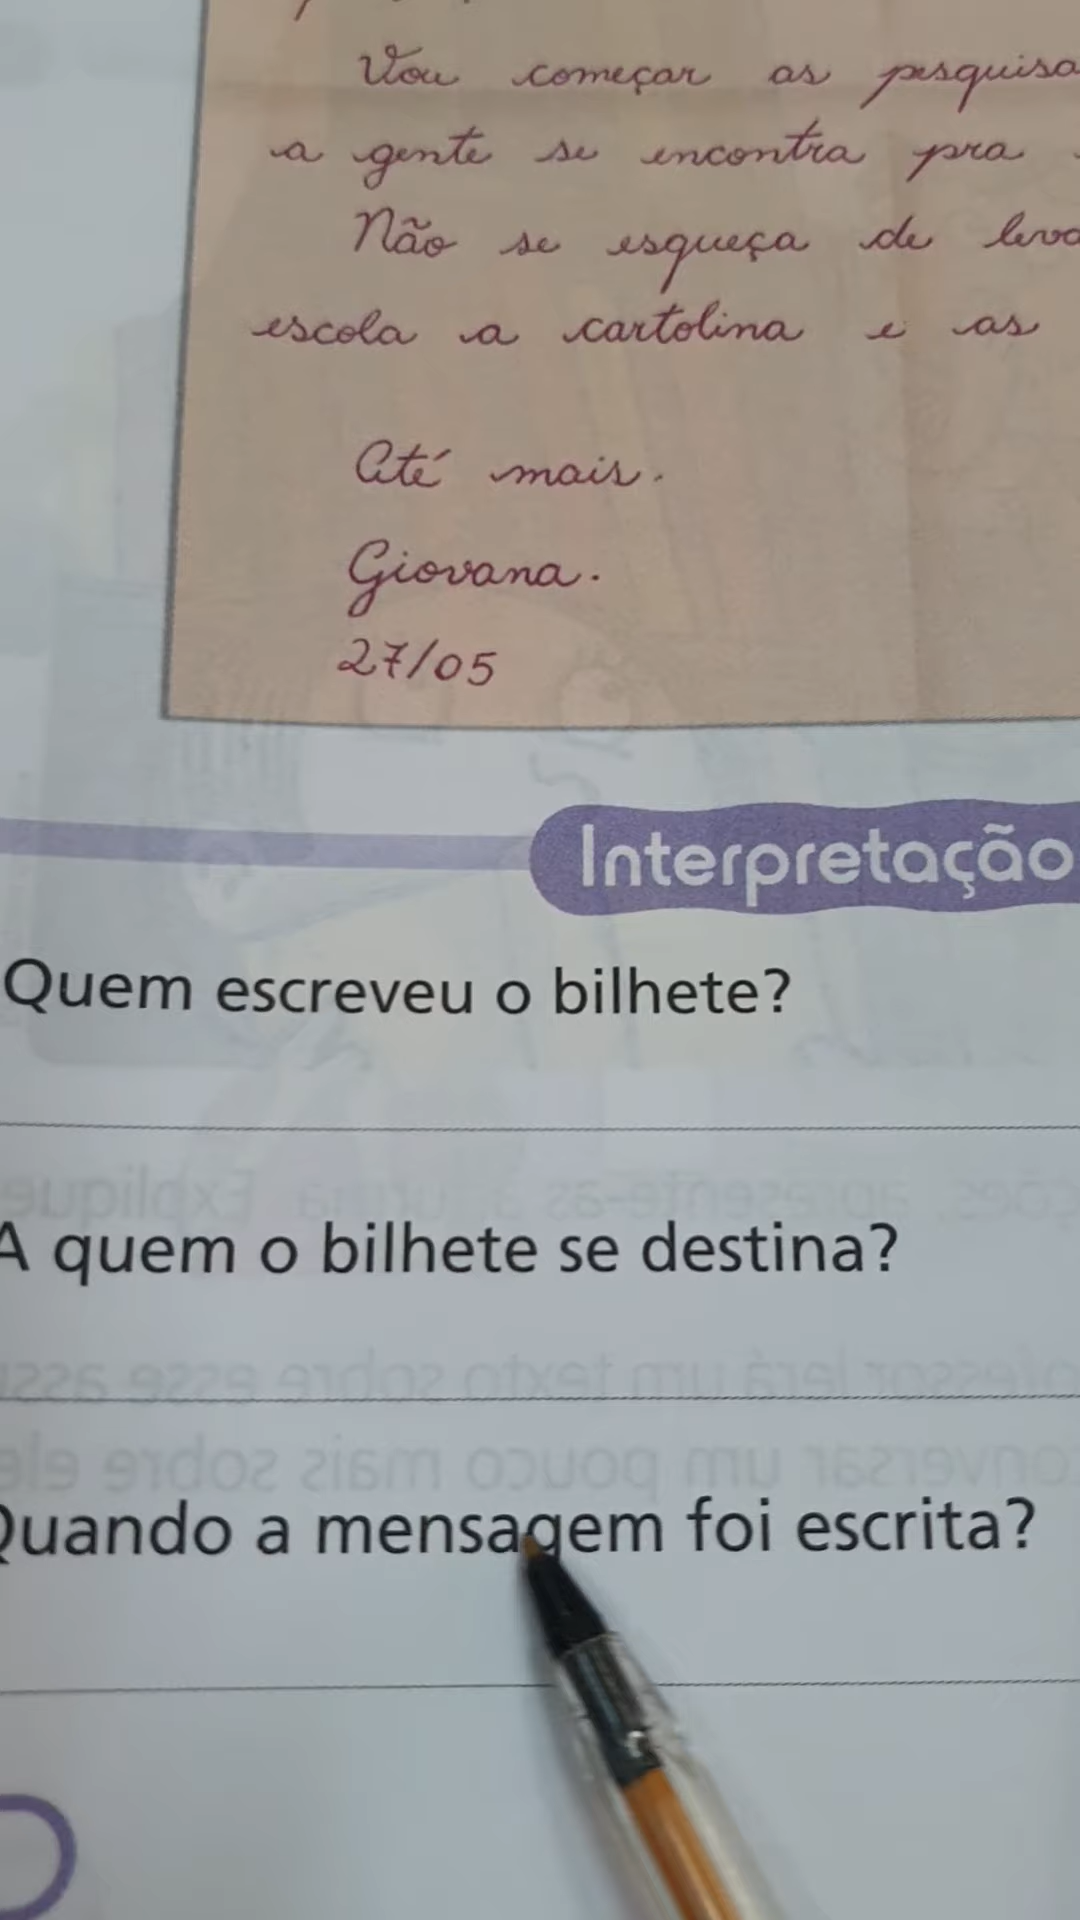 Vou começar as
a gente se encontra pra
Não se esqueça de
escola a cartolina e as
Até mais.
Giovana.
27/05
Interpretação
Quem escreveu o bilhete?
A quem o bilhete se destina?
Quando a mensagem foi escrita?